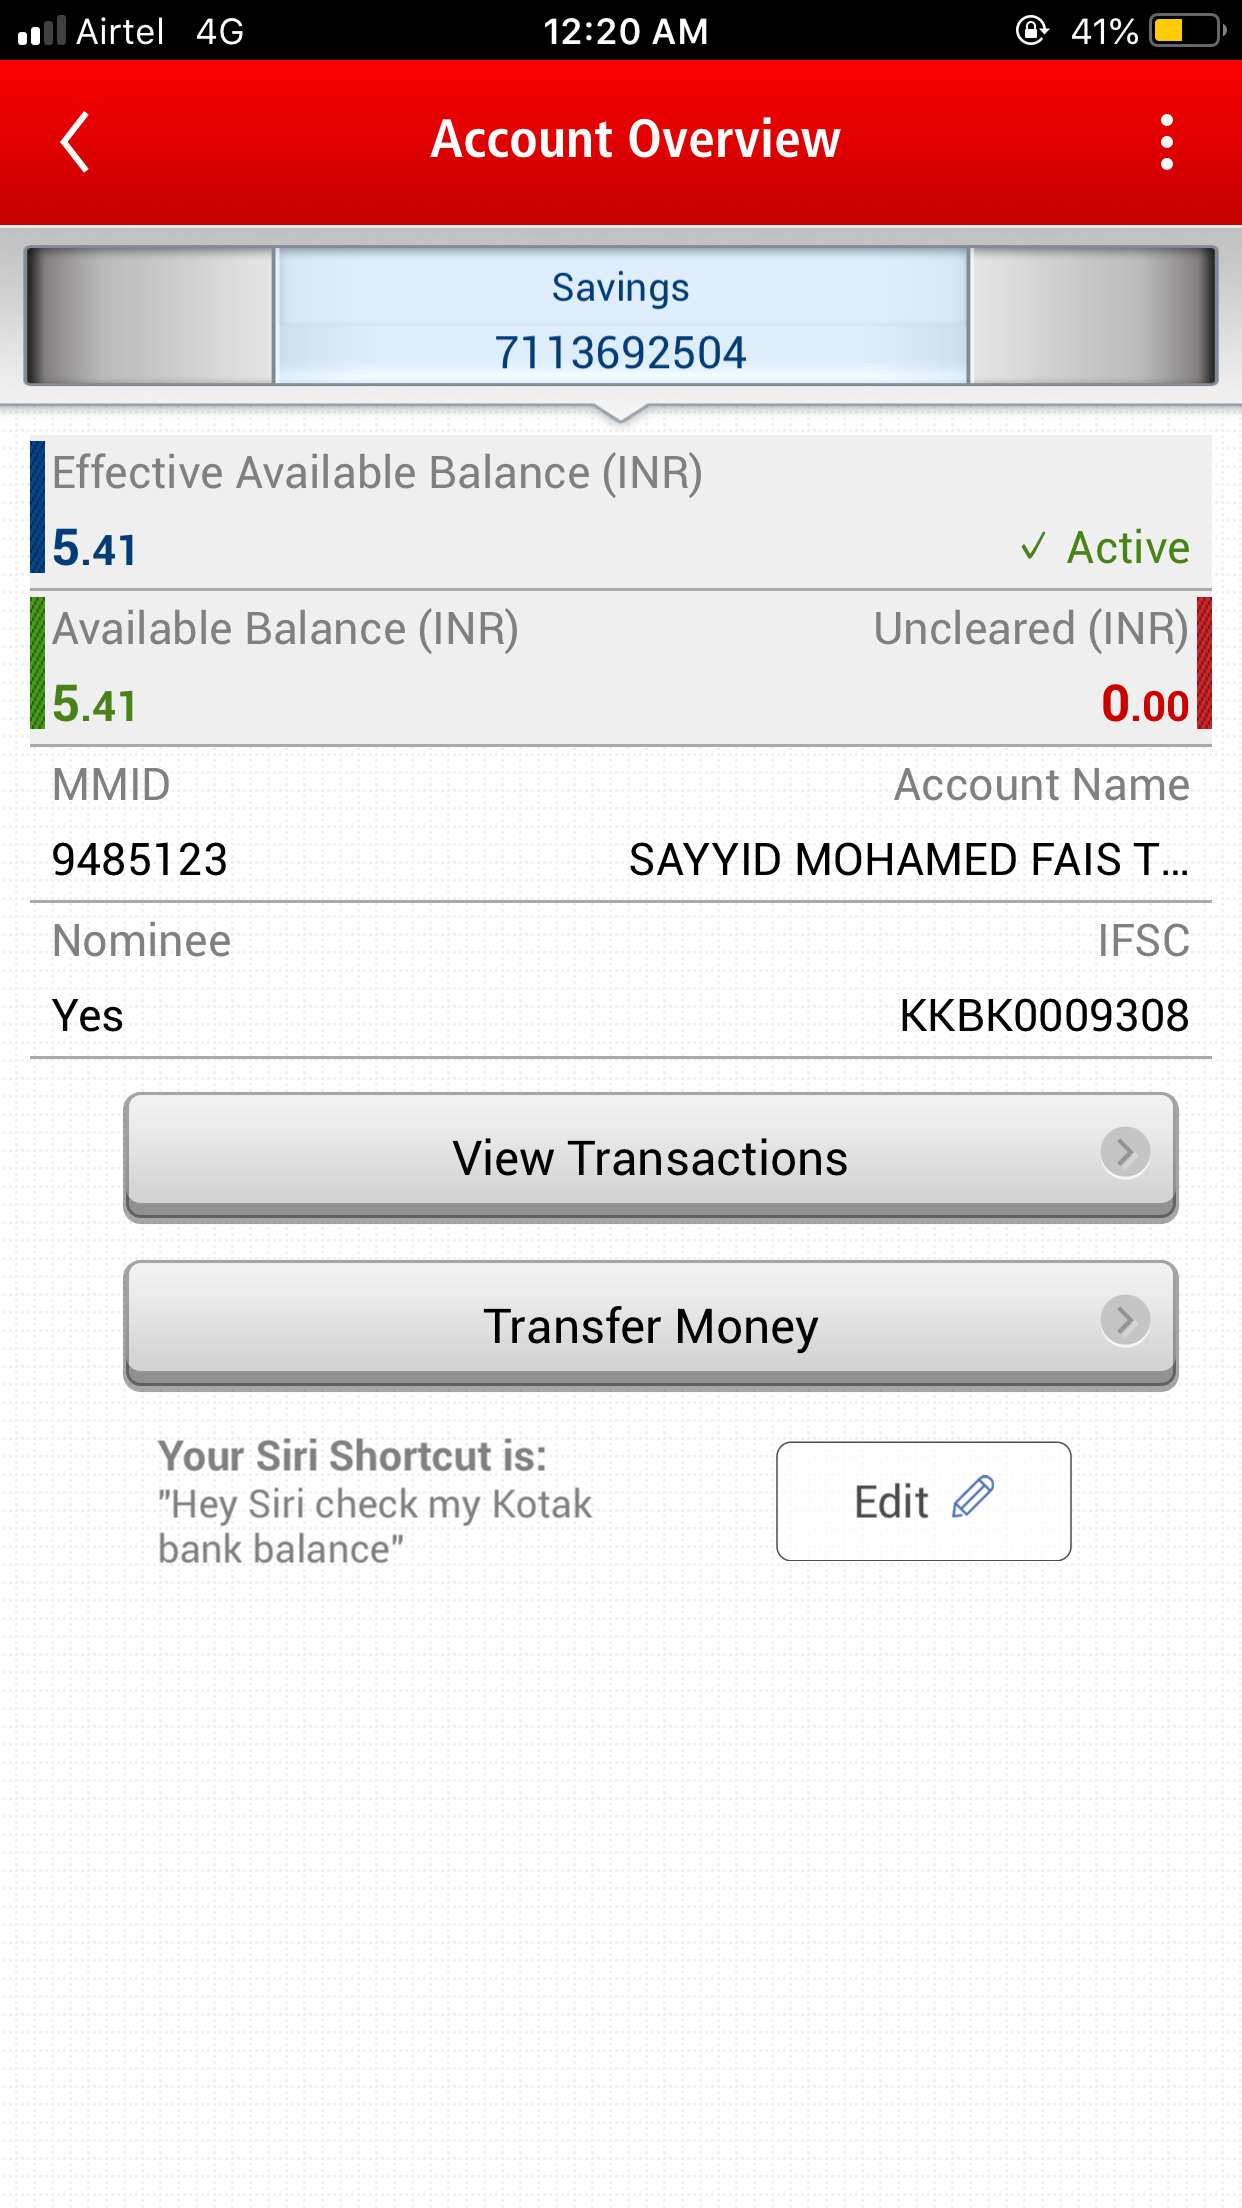 Airtel 4G 12:20 AM 41%
Account Overview
Savings
7113692504
Effective Available Balance (INR)
5.41 ✓ Active
Available Balance (INR) Uncleared (INR)
5.41 0.00
MMID Account Name
9485123 SAYYID MOHAMED FAIS T...
Nominee IFSC
Yes KKBK0009308
View Transactions
Transfer Money
Your Siri Shortcut is:
"Hey Siri check my Kotak
bank balance"
Edit